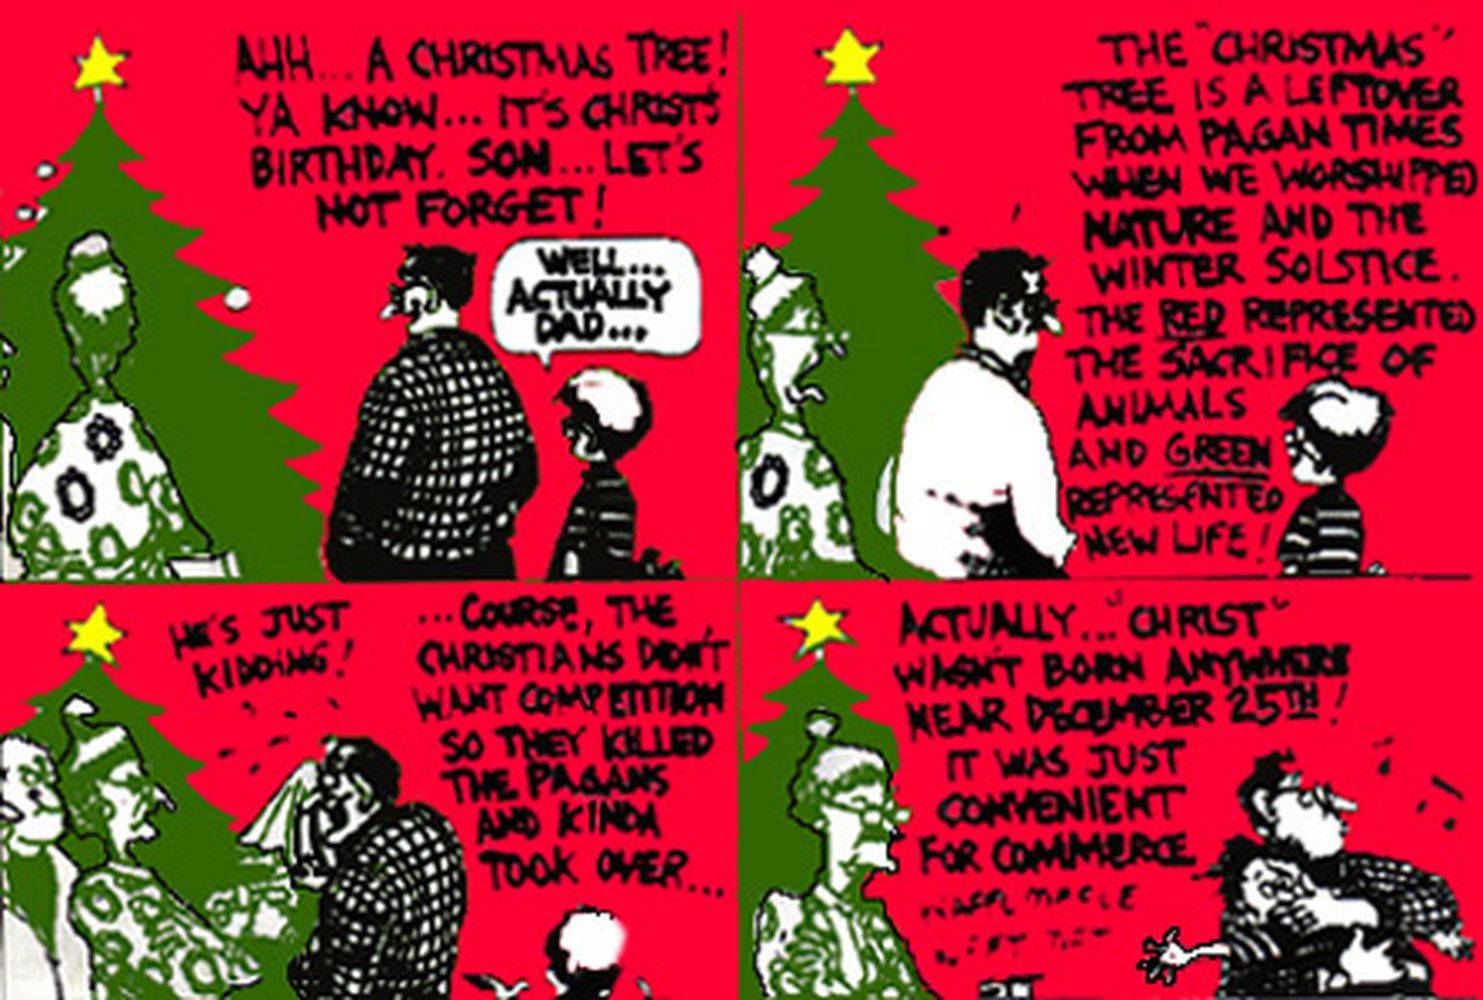 AHH... A CHRISTMAS TREE!
YA KNOW... IT'S CHRIST'S
BIRTHDAY. SON... LET'S
NOT FORGET!
WELL...
ACTUALLY
DAD...
THE "CHRISTMAS"
TREE IS A LEFTOVER
FROM PAGAN TIMES
WHEN WE WORSHIPPED
NATURE AND THE
WINTER SOLSTICE.
THE RED REPRESENTED
THE SACRIFICE OF
ANIMALS
AND GREEN
REPRESENTED
NEW LIFE!
HE'S JUST
KIDDING!
...COURSE, THE
CHRISTIANS DIDN'T
WANT COMPETITION
SO THEY KILLED
THE PAGANS
AND KINDA
TOOK OVER...
ACTUALLY... "CHRIST"
WASN'T BORN ANYWHERE
NEAR DECEMBER 25TH!
IT WAS JUST
CONVENIENT
FOR COMMERCE